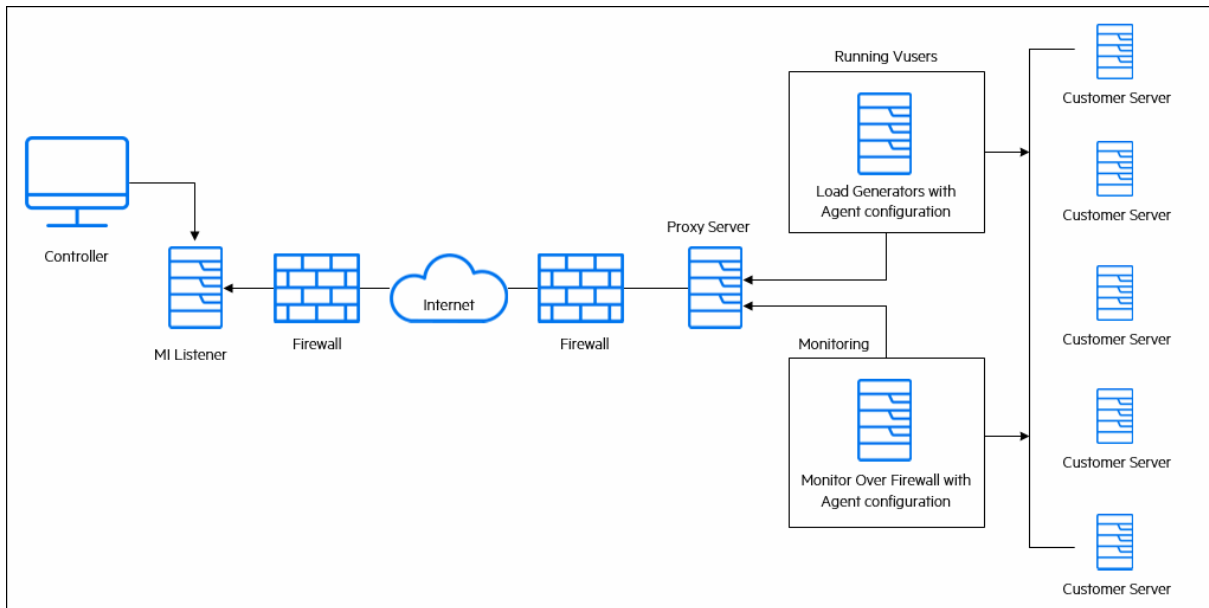 Controller
MI Listener
Firewall
Internet
Firewall
Proxy Server
Running Vusers
Load Generators with
Agent configuration
Monitoring
Monitor Over Firewall with
Agent configuration
Customer Server
Customer Server
Customer Server
Customer Server
Customer Server